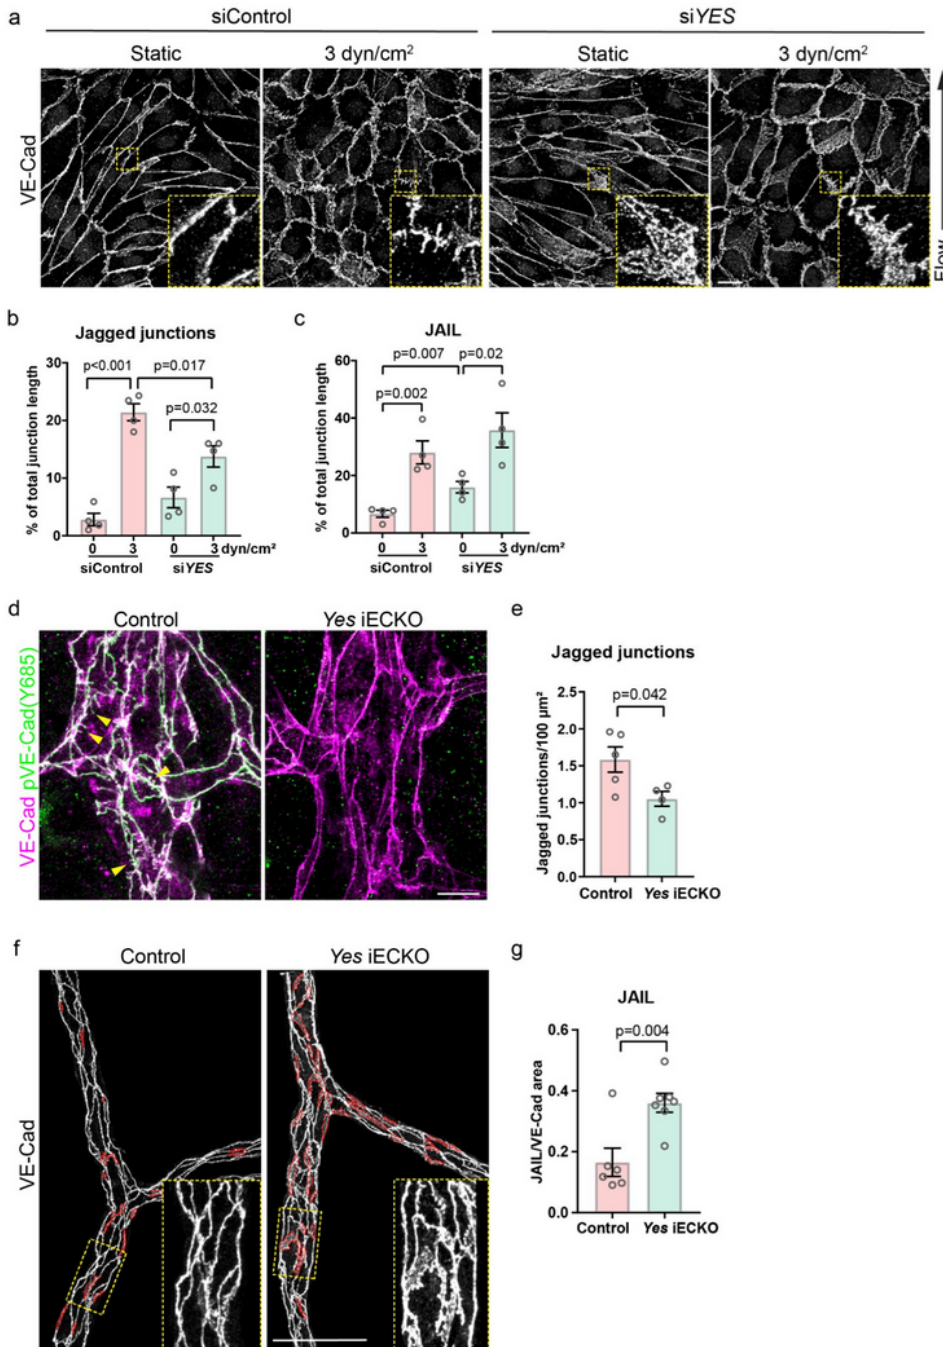 a
siControl
siYES
Static
3 dyn/cm²
Static
3 dyn/cm²
VE-Cad
Flow
b
Jagged junctions
% of total junction length
30
20
10
0
p<0.001
p=0.017
p=0.032
0
3
0
3
dyn/cm²
siControl
siYES
c
JAIL
% of total junction length
60
40
20
0
p=0.007
p=0.02
p=0.002
0
3
0
3
dyn/cm²
siControl
siYES
d
Control
Yes iECKO
VE-Cad pVE-Cad(Y685)
e
Jagged junctions
Jagged junctions/100 µm²
2.5
2.0
1.5
1.0
0.5
0.0
p=0.042
Control
Yes iECKO
f
Control
Yes iECKO
VE-Cad
g
JAIL
JAIL/VE-Cad area
0.6
0.4
0.2
0.0
p=0.004
Control
Yes iECKO